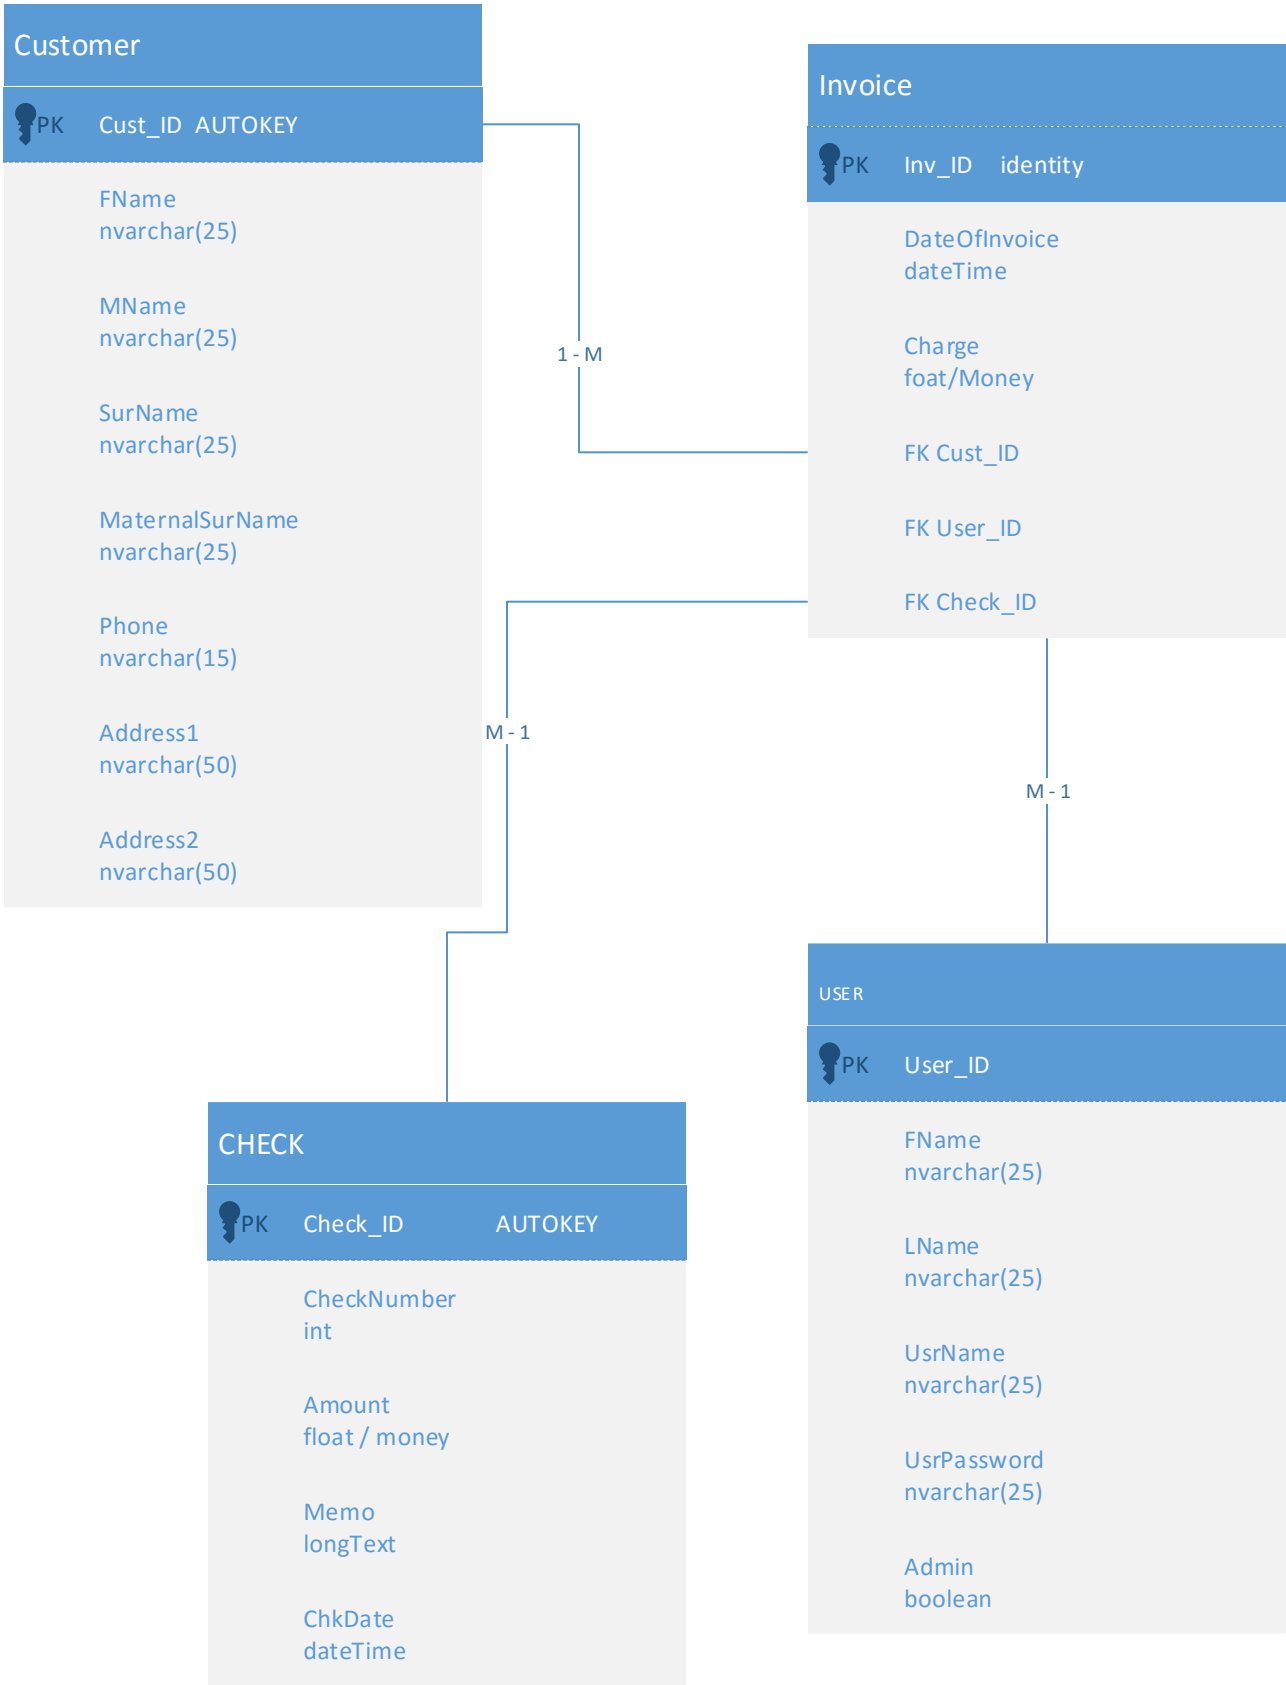 Customer
PK Cust_ID AUTOKEY
FName
nvarchar(25)
MName
nvarchar(25)
SurName
nvarchar(25)
MaternalSurName
nvarchar(25)
Phone
nvarchar(15)
Address1
nvarchar(50)
Address2
nvarchar(50)
1 - M
Invoice
PK Inv_ID identity
DateOfInvoice
dateTime
Charge
foat/Money
FK Cust_ID
FK User_ID
FK Check_ID
M - 1
M - 1
CHECK
PK Check_ID AUTOKEY
CheckNumber
int
Amount
float / money
Memo
longText
ChkDate
dateTime
USER
PK User_ID
FName
nvarchar(25)
LName
nvarchar(25)
UsrName
nvarchar(25)
UsrPassword
nvarchar(25)
Admin
boolean